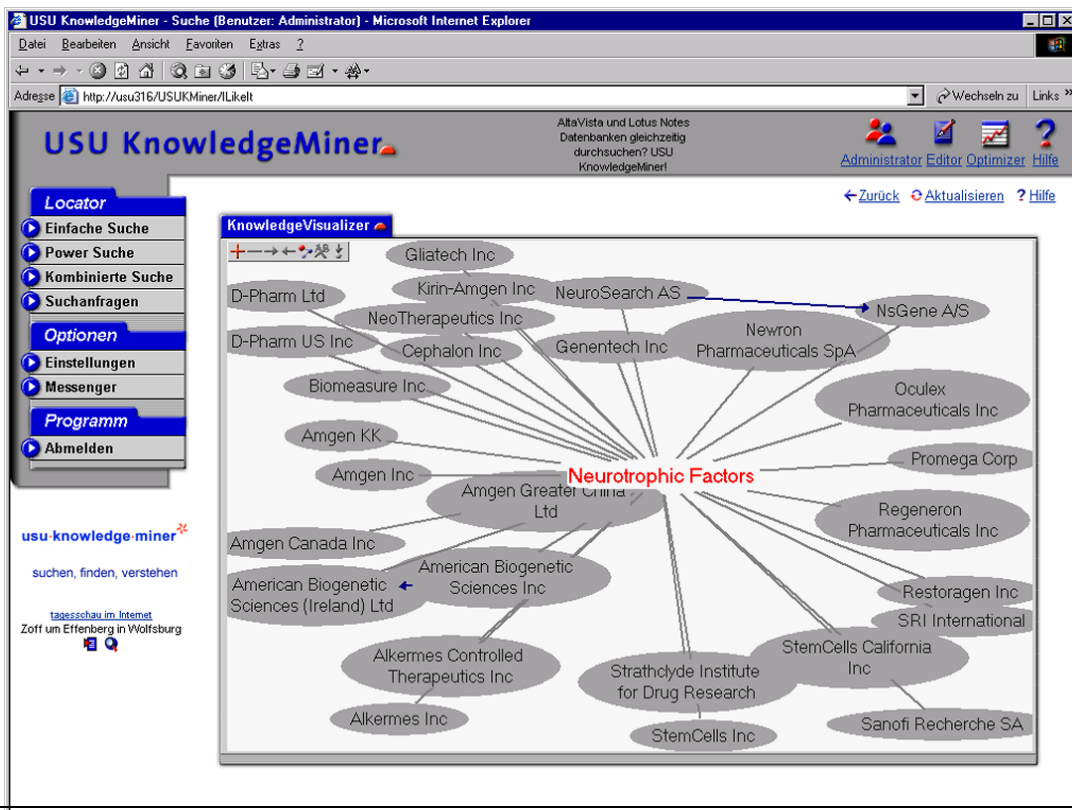 USU KnowledgeMiner - Suche (Benutzer: Administrator) - Microsoft Internet Explorer
Datei Bearbeiten Ansicht Favoriten Extras ?
Adresse http://usu316/USUKMiner/ILikeIt Wechseln zu Links »
USU KnowledgeMiner
AltaVista und Lotus Notes
Datenbanken gleichzeitig
durchsuchen? USU
KnowledgeMiner!
Administrator Editor Optimizer Hilfe
Zurück Aktualisieren ? Hilfe
Locator
Einfache Suche
Power Suche
Kombinierte Suche
Suchanfragen
Optionen
Einstellungen
Messenger
Programm
Abmelden
usu·knowledge·miner
suchen, finden, verstehen
tagesschau im Internet
Zoff um Effenberg in Wolfsburg
KnowledgeVisualizer
Gliatech Inc
D-Pharm Ltd
Kirin-Amgen Inc
NeuroSearch AS
NsGene A/S
NeoTherapeutics Inc
D-Pharm US Inc
Cephalon Inc
Genentech Inc
Newron
Pharmaceuticals SpA
Biomeasure Inc
Oculex
Pharmaceuticals Inc
Amgen KK
Promega Corp
Amgen Inc
Neurotrophic Factors
Amgen Greater China
Ltd
Regeneron
Pharmaceuticals Inc
Amgen Canada Inc
American Biogenetic
Sciences (Ireland) Ltd
American Biogenetic
Sciences Inc
Restoragen Inc
SRI International
Alkermes Controlled
Therapeutics Inc
Strathclyde Institute
for Drug Research
StemCells California
Inc
Alkermes Inc
StemCells Inc
Sanofi Recherche SA